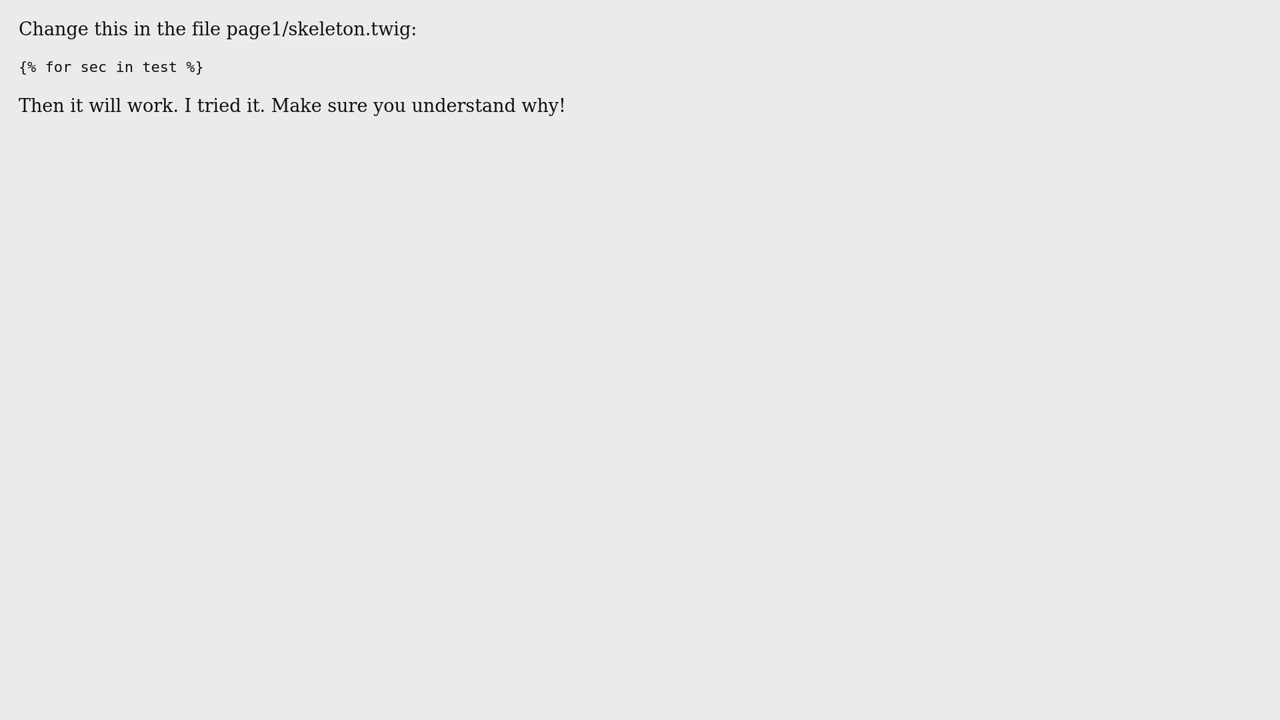 Change this in the file page1/skeleton.twig:
{% for sec in test %}
Then it will work. I tried it. Make sure you understand why!